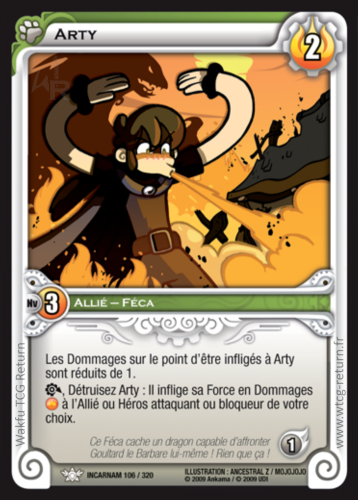 ARTY
2
Nv 3 ALLIÉ – FÉCA
Les Dommages sur le point d'être infligés à Arty
sont réduits de 1.
, Détruisez Arty : Il inflige sa Force en Dommages
à l'Allié ou Héros attaquant ou bloqueur de votre
choix.
Ce Féca cache un dragon capable d'affronter
Goultard le Barbare lui-même ! Rien que ça !
1
INCARNAM 106 / 320
ILLUSTRATION : ANCESTRAL Z / MOJOJOJO
© 2009 Ankama / © 2009 UDI
Wakfu TCG Return
www.wtcg-return.fr